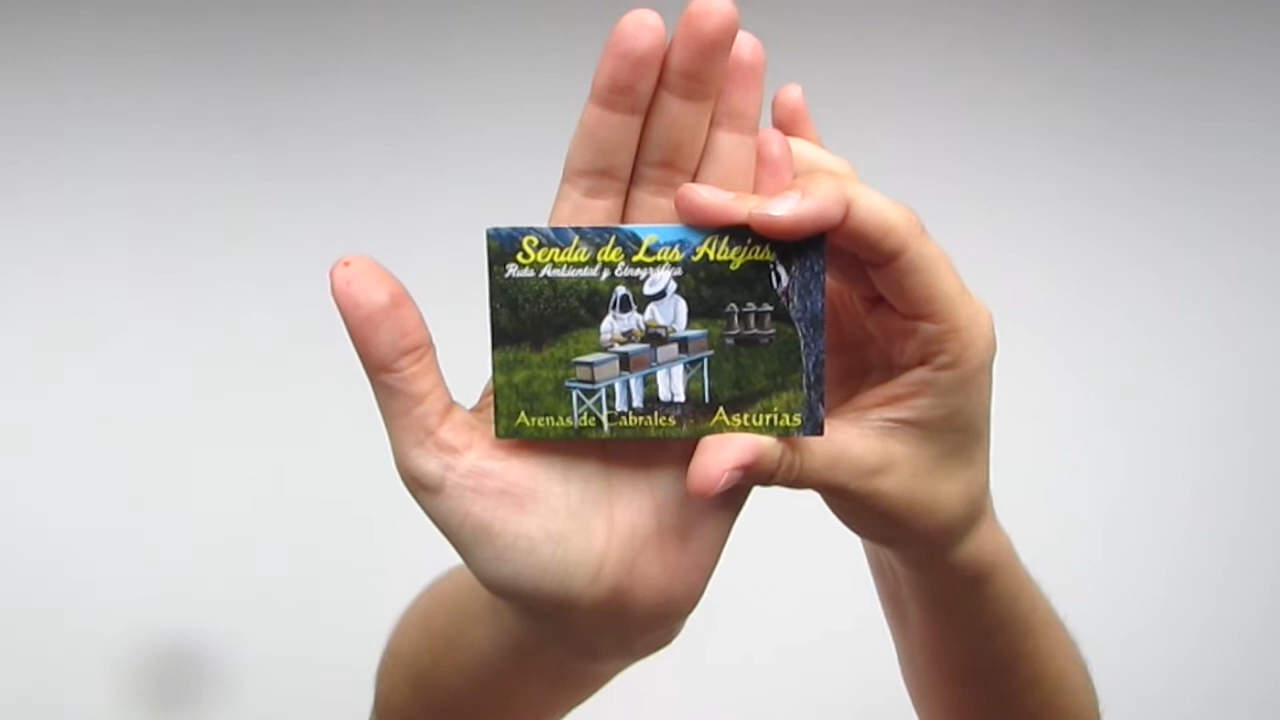 Senda de Las Abejas
Ruta Ambiental y Etnográfica
Arenas de Cabrales Asturias